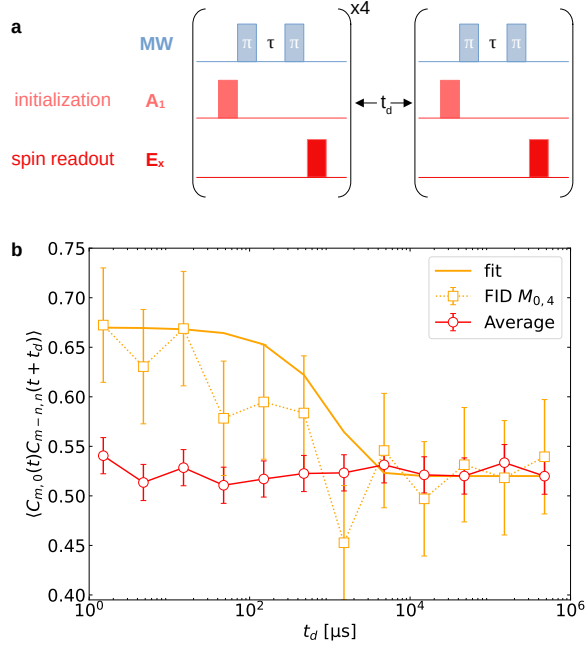 a
x4
MW π τ π π τ π
initialization A₁
t_d
spin readout Eₓ
b
⟨C_{m,0}(t)C_{m−n,n}(t + t_d)⟩
0.75
0.70
0.65
0.60
0.55
0.50
0.45
0.40
fit
FID M_{0,4}
Average
10⁰ 10² 10⁴ 10⁶
t_d [μs]